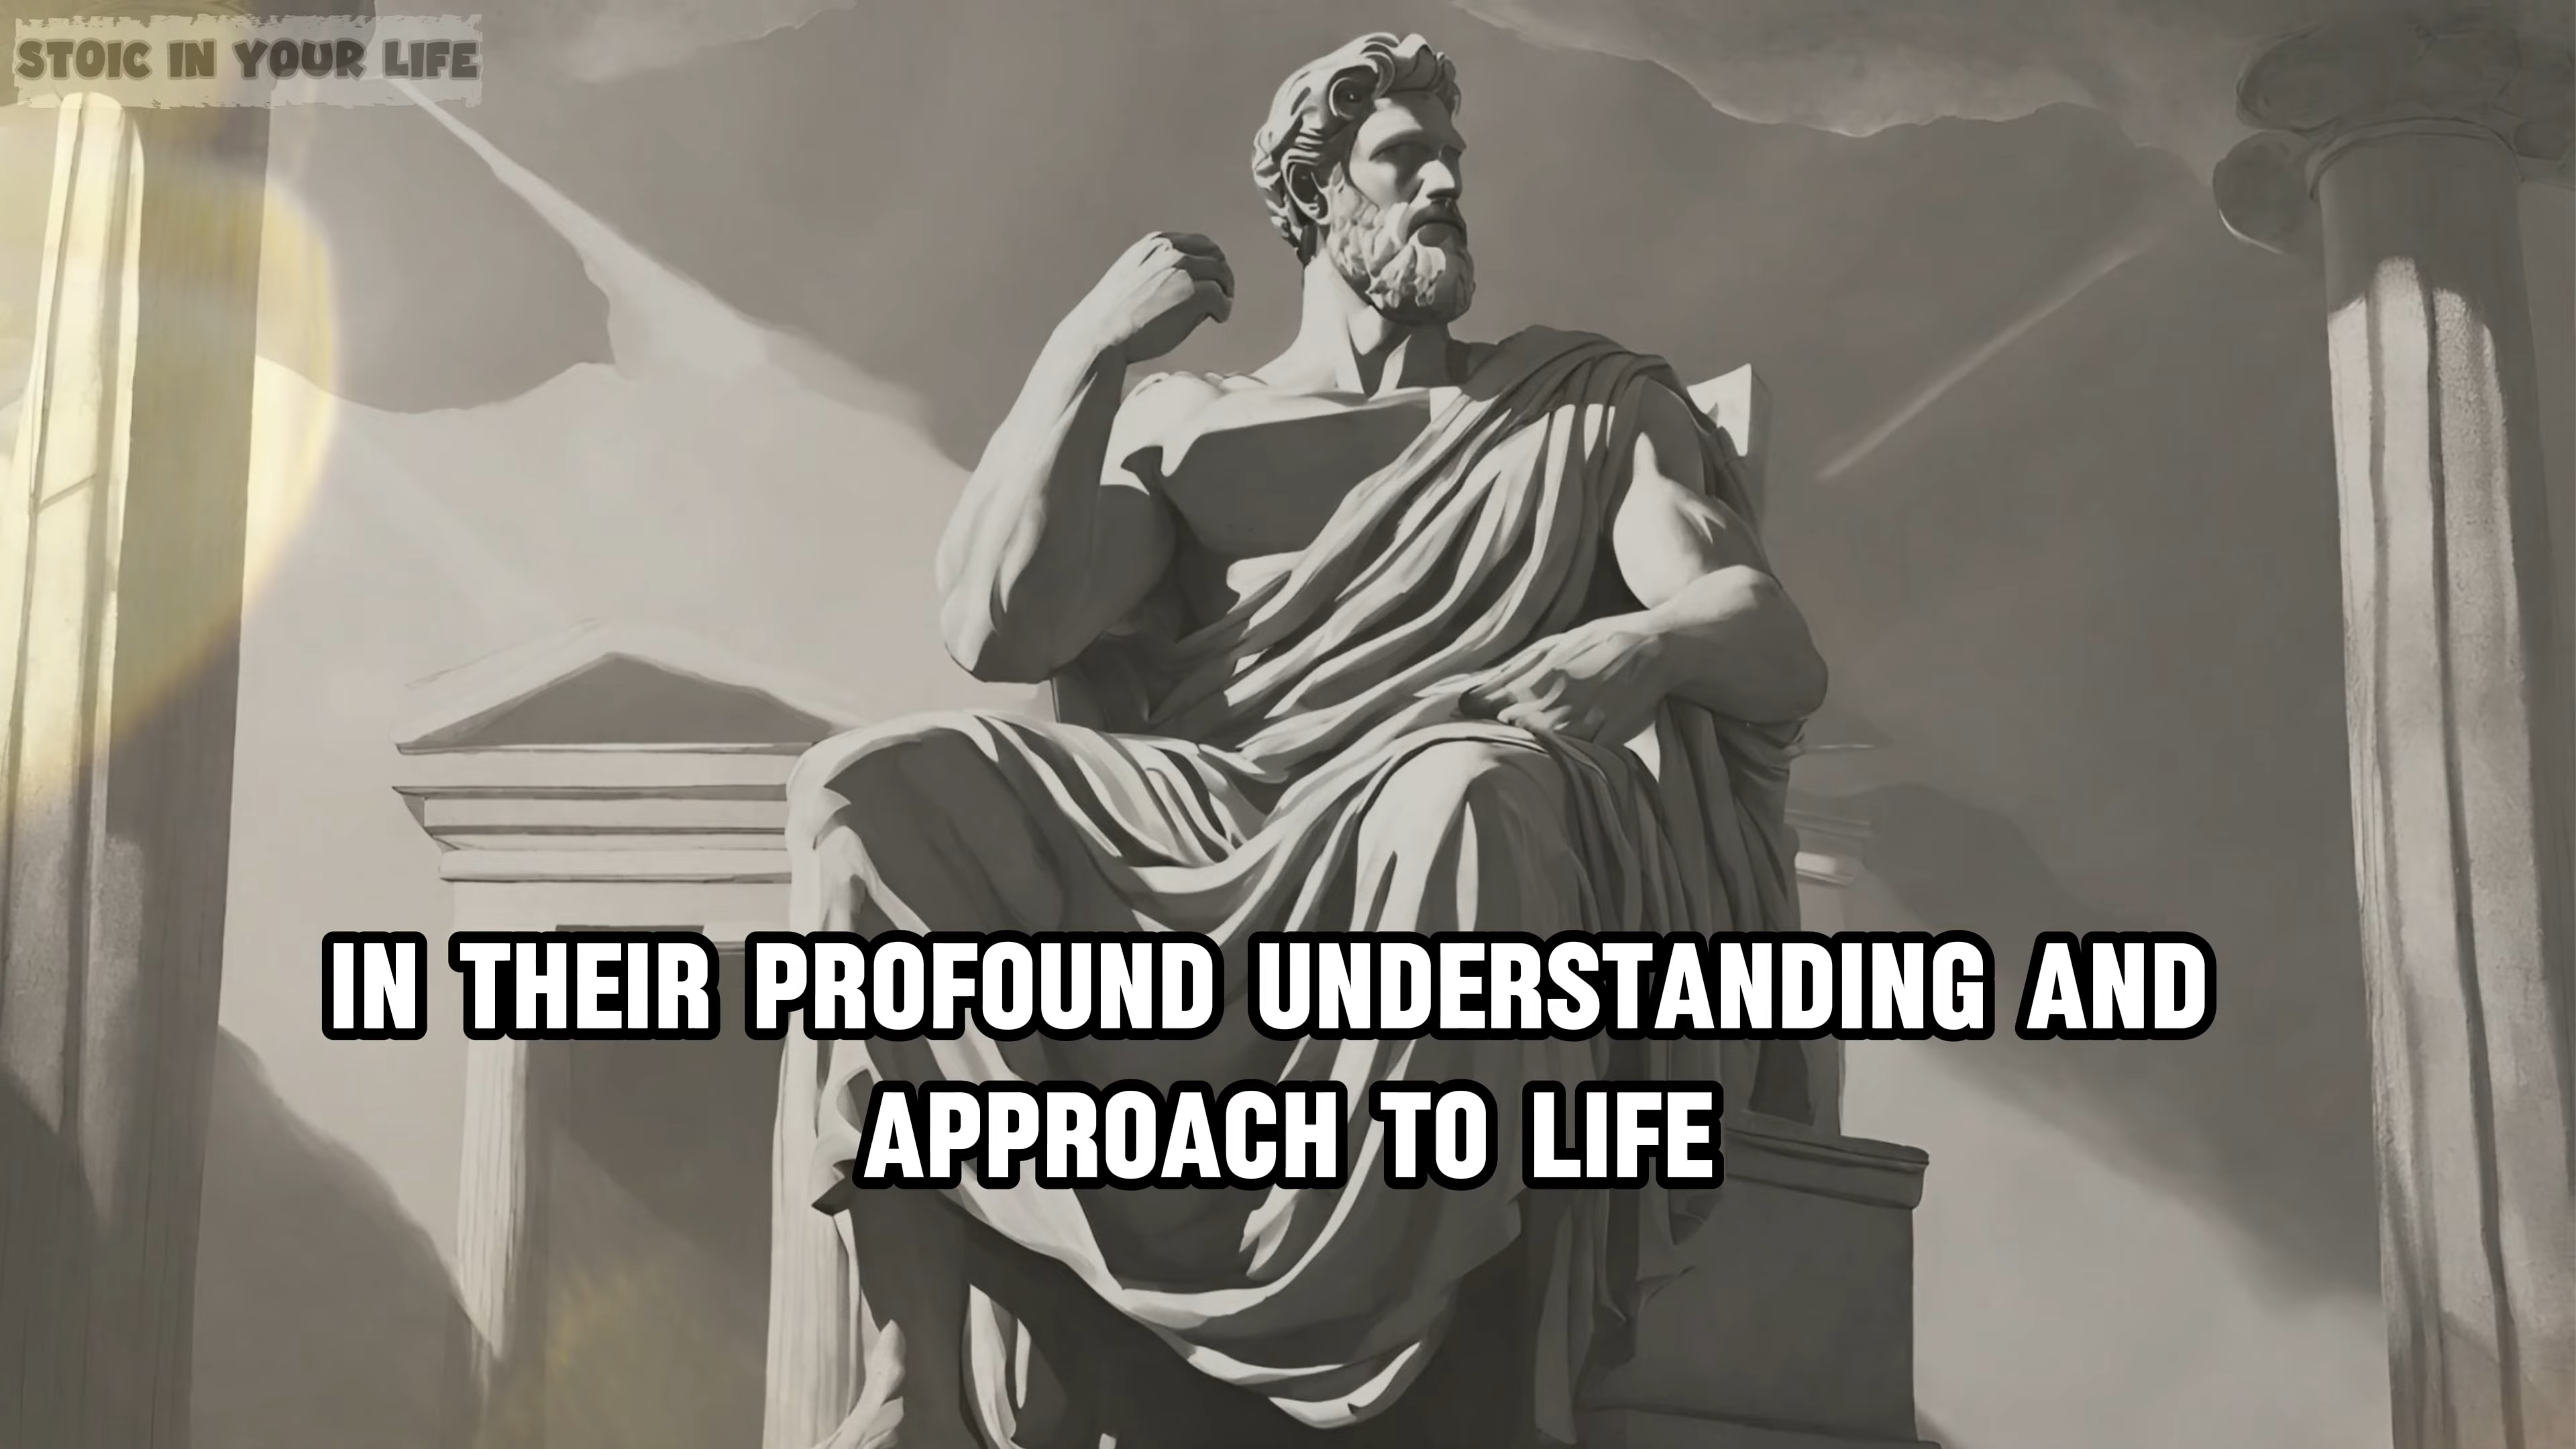 STOIC IN YOUR LIFE
IN THEIR PROFOUND UNDERSTANDING AND
APPROACH TO LIFE